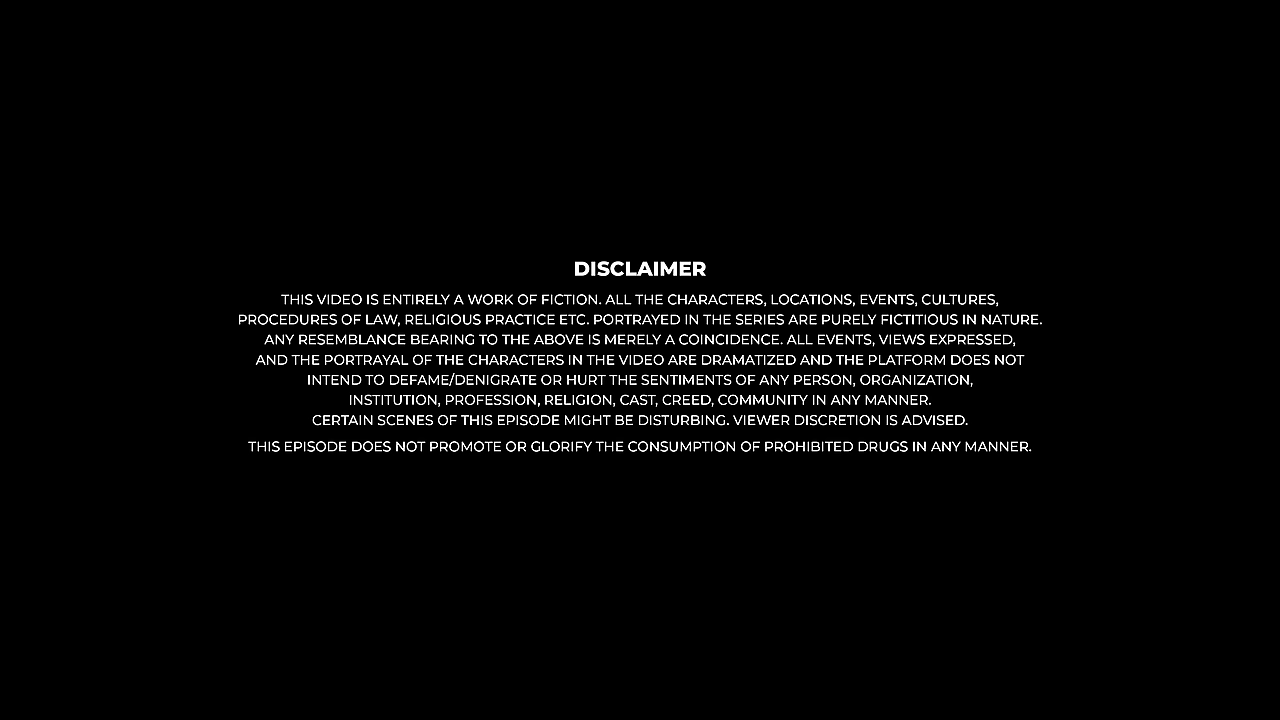 DISCLAIMER
THIS VIDEO IS ENTIRELY A WORK OF FICTION. ALL THE CHARACTERS, LOCATIONS, EVENTS, CULTURES,
PROCEDURES OF LAW, RELIGIOUS PRACTICE ETC. PORTRAYED IN THE SERIES ARE PURELY FICTITIOUS IN NATURE.
ANY RESEMBLANCE BEARING TO THE ABOVE IS MERELY A COINCIDENCE. ALL EVENTS, VIEWS EXPRESSED,
AND THE PORTRAYAL OF THE CHARACTERS IN THE VIDEO ARE DRAMATIZED AND THE PLATFORM DOES NOT
INTEND TO DEFAME/DENIGRATE OR HURT THE SENTIMENTS OF ANY PERSON, ORGANIZATION,
INSTITUTION, PROFESSION, RELIGION, CAST, CREED, COMMUNITY IN ANY MANNER.
CERTAIN SCENES OF THIS EPISODE MIGHT BE DISTURBING. VIEWER DISCRETION IS ADVISED.
THIS EPISODE DOES NOT PROMOTE OR GLORIFY THE CONSUMPTION OF PROHIBITED DRUGS IN ANY MANNER.